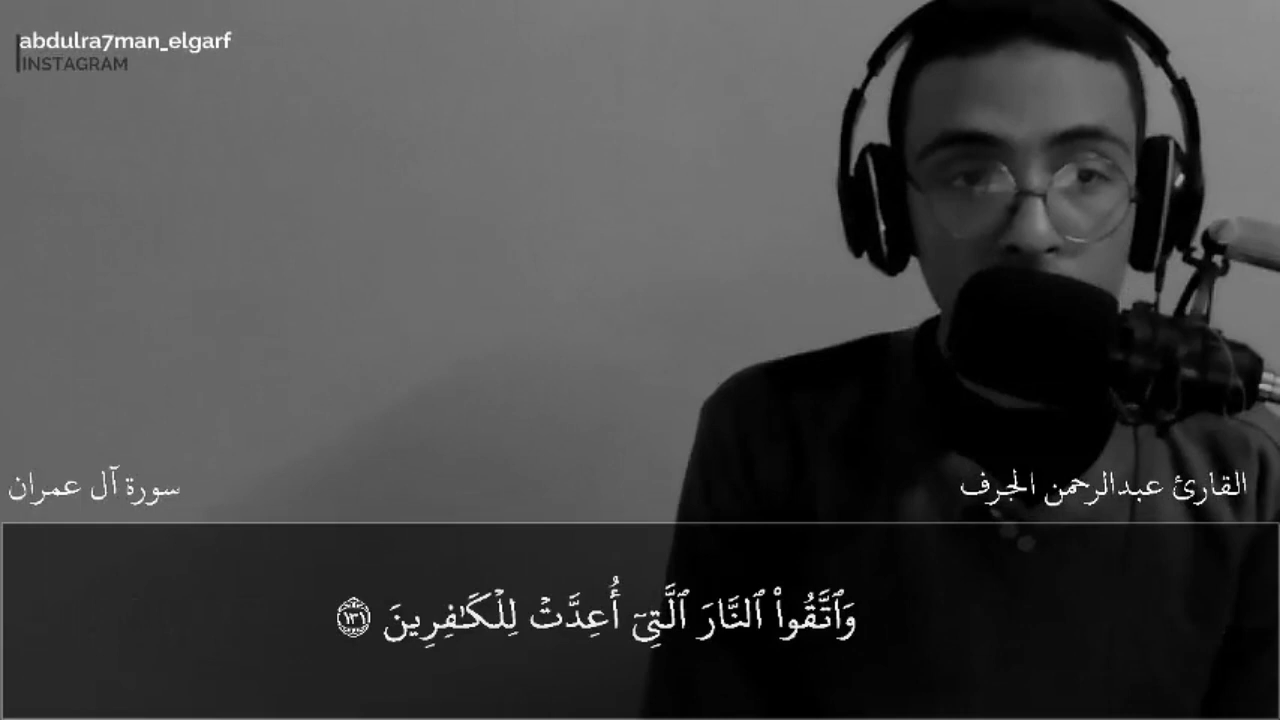 abdulra7man_elgarf
INSTAGRAM
القارئ عبدالرحمن الجرف
سورة آل عمران
وَٱتَّقُوا۟ ٱلنَّارَ ٱلَّتِىٓ أُعِدَّتْ لِلْكَـٰفِرِينَ ١٣١